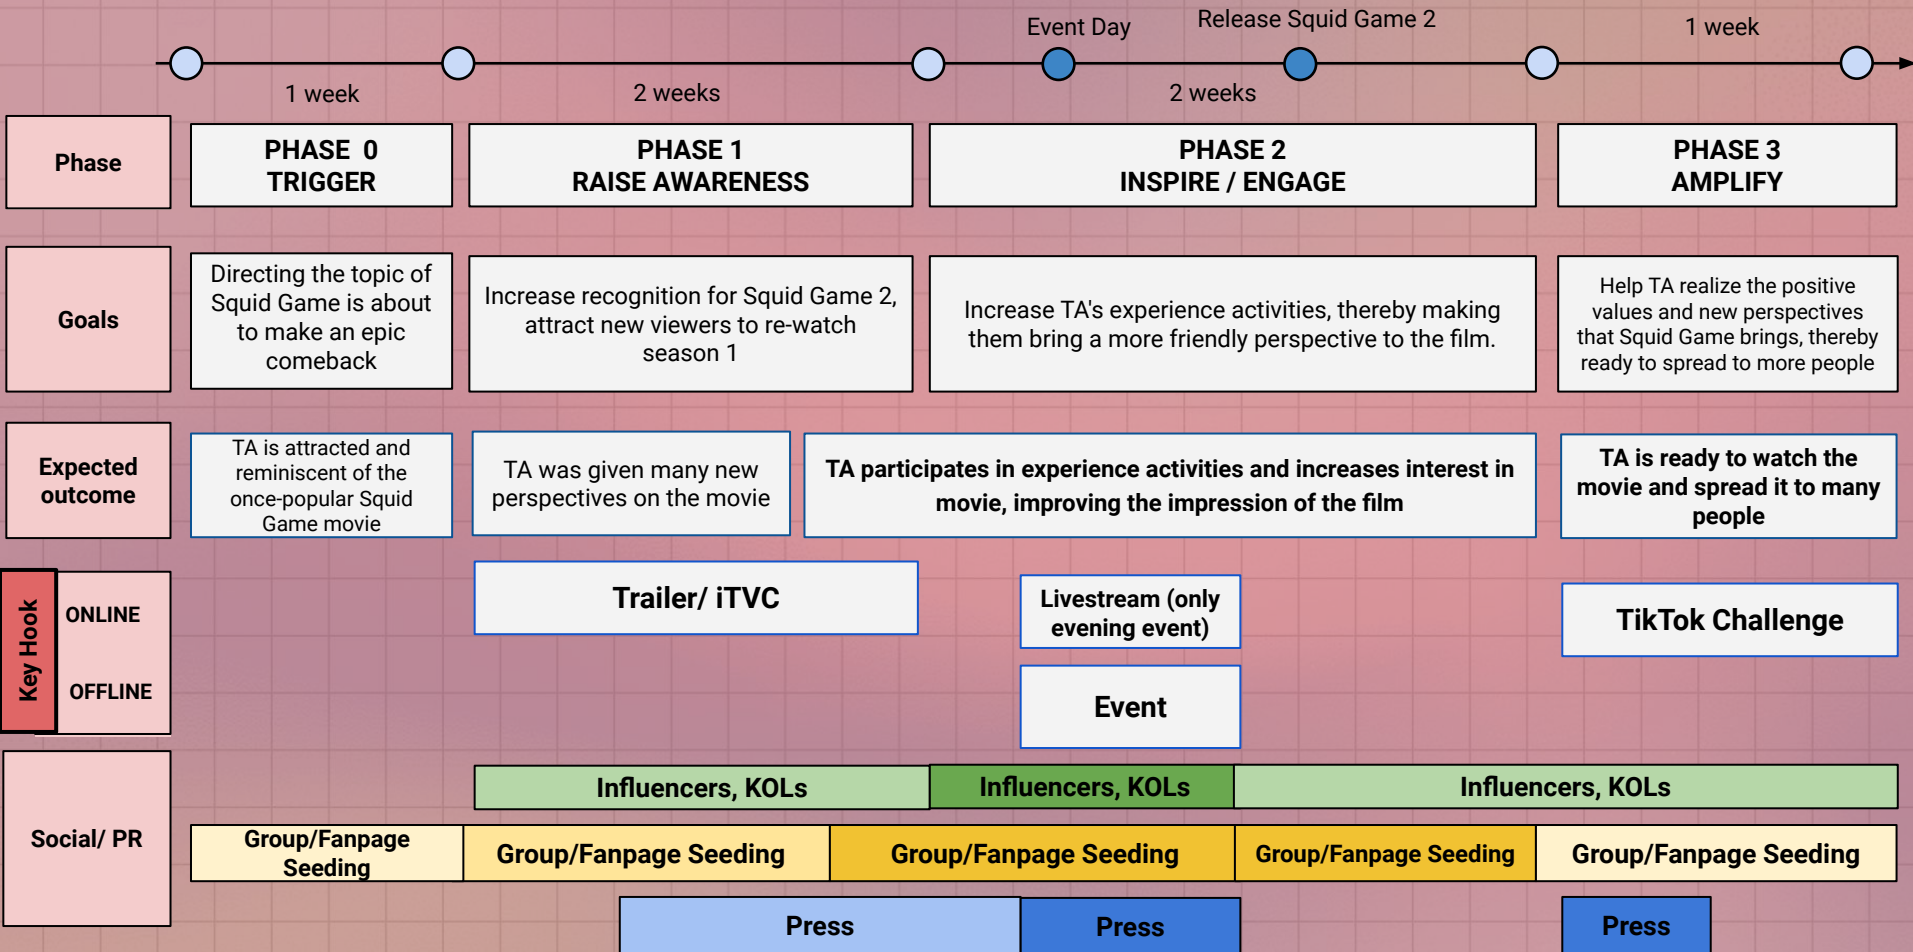 Event Day
Release Squid Game 2
1 week
1 week
2 weeks
2 weeks
Phase
PHASE 0
TRIGGER
PHASE 1
RAISE AWARENESS
PHASE 2
INSPIRE / ENGAGE
PHASE 3
AMPLIFY
Goals
Directing the topic of
Squid Game is about
to make an epic
comeback
Increase recognition for Squid Game 2,
attract new viewers to re-watch
season 1
Increase TA's experience activities, thereby making
them bring a more friendly perspective to the film.
Help TA realize the positive
values and new perspectives
that Squid Game brings, thereby
ready to spread to more people
Expected
outcome
TA is attracted and
reminiscent of the
once-popular Squid
Game movie
TA was given many new
perspectives on the movie
TA participates in experience activities and increases interest in
movie, improving the impression of the film
TA is ready to watch the
movie and spread it to many
people
Key Hook
ONLINE
OFFLINE
Trailer/ iTVC
Livestream (only
evening event)
TikTok Challenge
Event
Social/ PR
Influencers, KOLs
Influencers, KOLs
Influencers, KOLs
Group/Fanpage
Seeding
Group/Fanpage Seeding
Group/Fanpage Seeding
Group/Fanpage Seeding
Group/Fanpage Seeding
Press
Press
Press